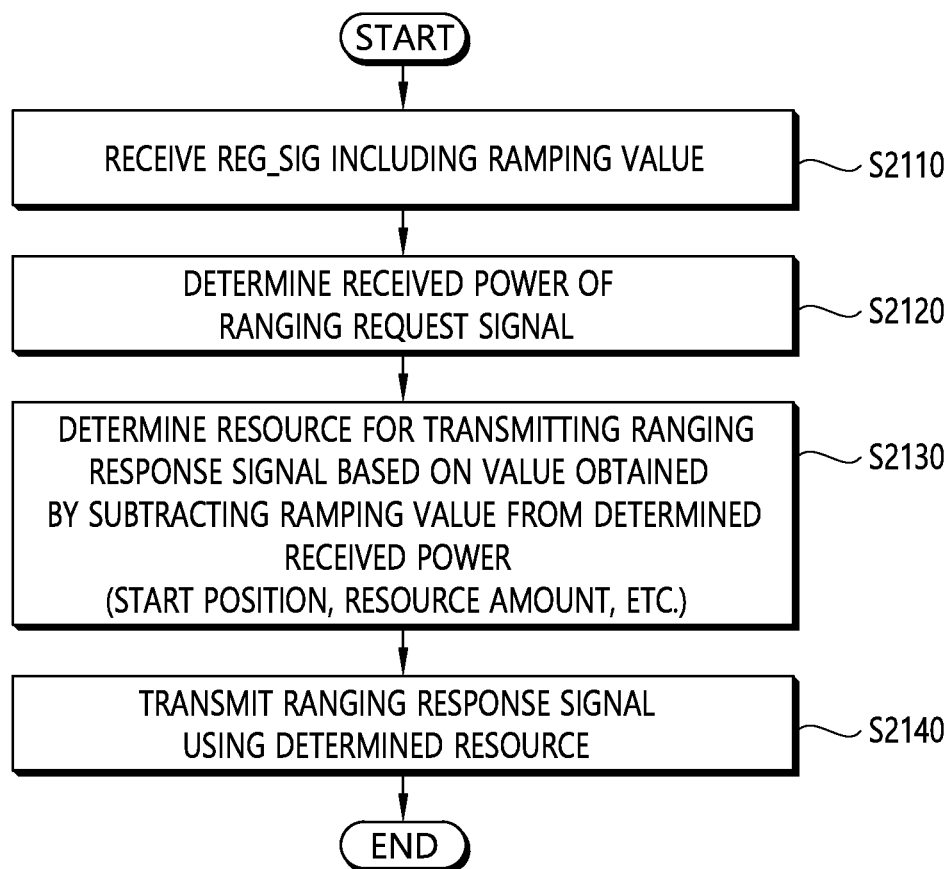 START
RECEIVE REG_SIG INCLUDING RAMPING VALUE
S2110
DETERMINE RECEIVED POWER OF
RANGING REQUEST SIGNAL
S2120
DETERMINE RESOURCE FOR TRANSMITTING RANGING
RESPONSE SIGNAL BASED ON VALUE OBTAINED
BY SUBTRACTING RAMPING VALUE FROM DETERMINED
RECEIVED POWER
(START POSITION, RESOURCE AMOUNT, ETC.)
S2130
TRANSMIT RANGING RESPONSE SIGNAL
USING DETERMINED RESOURCE
S2140
END